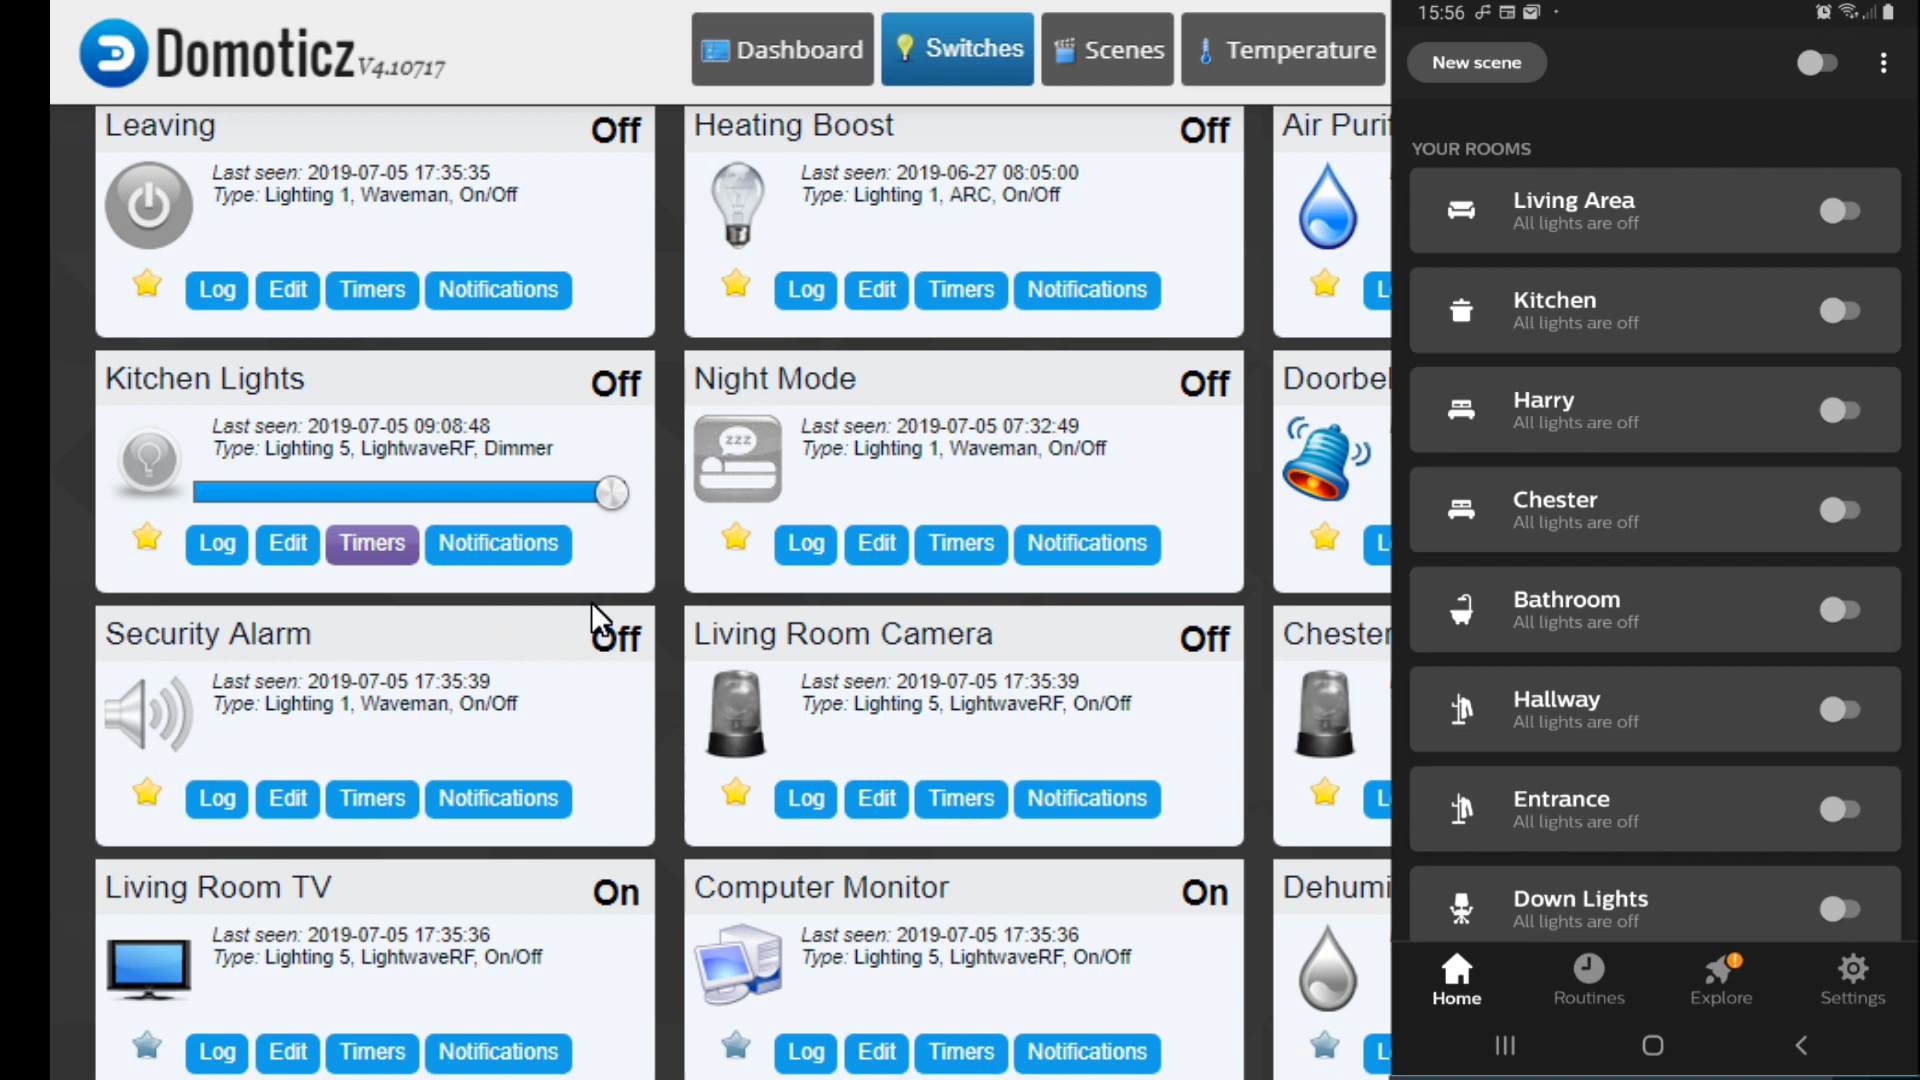 Domoticz V4.10717
Dashboard
Switches
Scenes
Temperature
Leaving
Off
Last seen: 2019-07-05 17:35:35
Type: Lighting 1, Waveman, On/Off
Log Edit Timers Notifications
Heating Boost
Off
Last seen: 2019-06-27 08:05:00
Type: Lighting 1, ARC, On/Off
Log Edit Timers Notifications
Air Puri
Kitchen Lights
Off
Last seen: 2019-07-05 09:08:48
Type: Lighting 5, LightwaveRF, Dimmer
Log Edit Timers Notifications
Night Mode
Off
zzz
Last seen: 2019-07-05 07:32:49
Type: Lighting 1, Waveman, On/Off
Log Edit Timers Notifications
Doorbel
Security Alarm
Off
Last seen: 2019-07-05 17:35:39
Type: Lighting 1, Waveman, On/Off
Log Edit Timers Notifications
Living Room Camera
Off
Last seen: 2019-07-05 17:35:39
Type: Lighting 5, LightwaveRF, On/Off
Log Edit Timers Notifications
Chester
Living Room TV
On
Last seen: 2019-07-05 17:35:36
Type: Lighting 5, LightwaveRF, On/Off
Log Edit Timers Notifications
Computer Monitor
On
Last seen: 2019-07-05 17:35:36
Type: Lighting 5, LightwaveRF, On/Off
Log Edit Timers Notifications
Dehumi
15:56
New scene
YOUR ROOMS
Living Area
All lights are off
Kitchen
All lights are off
Harry
All lights are off
Chester
All lights are off
Bathroom
All lights are off
Hallway
All lights are off
Entrance
All lights are off
Down Lights
All lights are off
Home
Routines
Explore
Settings